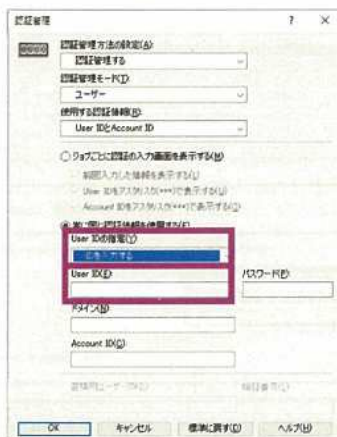 認証管理
? ×
認証管理方法の設定(A):
認証管理する
認証管理モード(T):
ユーザー
使用する認証情報(R):
User IDとAccount ID
ジョブごとに認証の入力画面を表示する(M)
前回入力した情報を表示する(L)
User IDをアスタリスク(***)で表示する(U)
Account IDをアスタリスク(***)で表示する(Q)
常に同じ認証情報を使用する(F)
User IDの指定(Y)
IDを入力する
User ID(E):
パスワード(P):
ドメイン(N):
Account ID(C):
OK
キャンセル
標準に戻す(D)
ヘルプ(H)